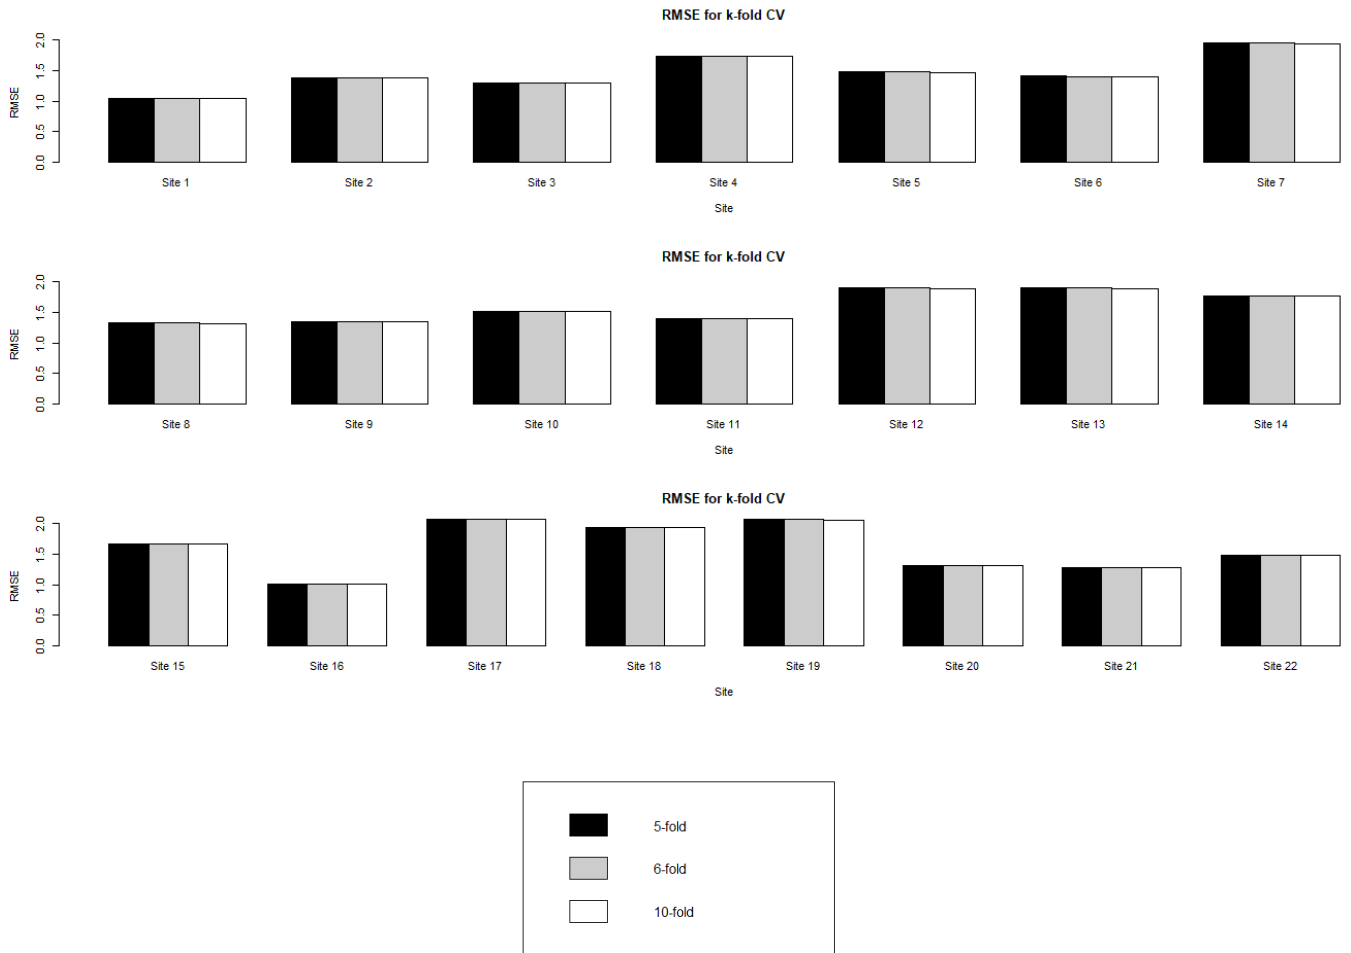 RMSE for k-fold CV
RMSE
0.0 0.5 1.0 1.5 2.0
Site 1 Site 2 Site 3 Site 4 Site 5 Site 6 Site 7
Site
RMSE for k-fold CV
RMSE
0.0 0.5 1.0 1.5 2.0
Site 8 Site 9 Site 10 Site 11 Site 12 Site 13 Site 14
Site
RMSE for k-fold CV
RMSE
0.0 0.5 1.0 1.5 2.0
Site 15 Site 16 Site 17 Site 18 Site 19 Site 20 Site 21 Site 22
Site
5-fold
6-fold
10-fold